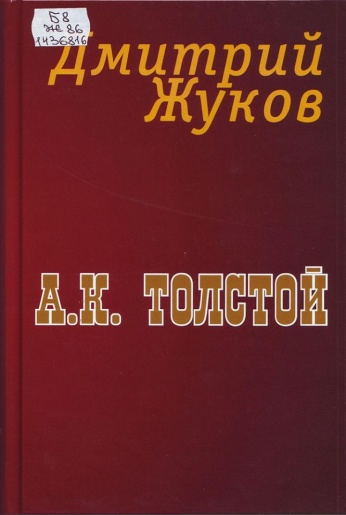 Б8
Ж 86
1436816
Дмитрий
Жуков
А.К. ТОЛСТОЙ